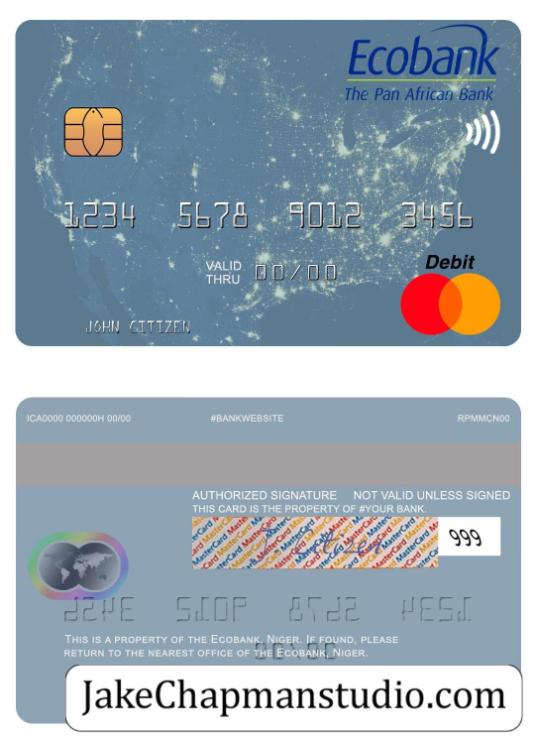 Ecobank
The Pan African Bank
1234 5678 9012 3456
VALID THRU 00/00
Debit
JOHN CITIZEN
ICA0000 000000H 00/00 #BANKWEBSITE RPMMCN00
AUTHORIZED SIGNATURE NOT VALID UNLESS SIGNED
THIS CARD IS THE PROPERTY OF #YOUR BANK.
MasterCard
J. Citizen 999
THIS IS A PROPERTY OF THE ECOBANK, NIGER. IF FOUND, PLEASE
RETURN TO THE NEAREST OFFICE OF THE ECOBANK, NIGER.
JakeChapmanstudio.com